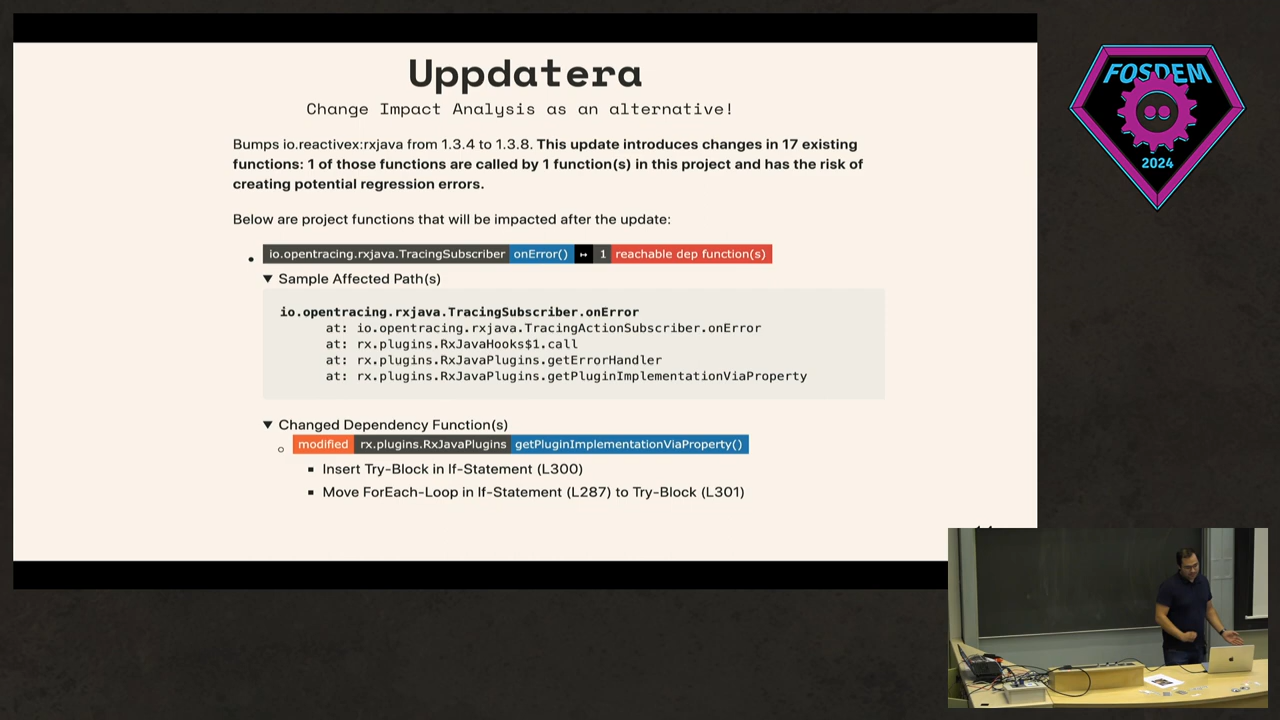 Uppdatera
Change Impact Analysis as an alternative!
Bumps io.reactivex:rxjava from 1.3.4 to 1.3.8. This update introduces changes in 17 existing
functions: 1 of those functions are called by 1 function(s) in this project and has the risk of
creating potential regression errors.
Below are project functions that will be impacted after the update:
io.opentracing.rxjava.TracingSubscriber onError() ↦ 1 reachable dep function(s)
▼ Sample Affected Path(s)
io.opentracing.rxjava.TracingSubscriber.onError
at: io.opentracing.rxjava.TracingActionSubscriber.onError
at: rx.plugins.RxJavaHooks$1.call
at: rx.plugins.RxJavaPlugins.getErrorHandler
at: rx.plugins.RxJavaPlugins.getPluginImplementationViaProperty
▼ Changed Dependency Function(s)
modified rx.plugins.RxJavaPlugins getPluginImplementationViaProperty()
Insert Try-Block in If-Statement (L300)
Move ForEach-Loop in If-Statement (L287) to Try-Block (L301)
FOSDEM
2024